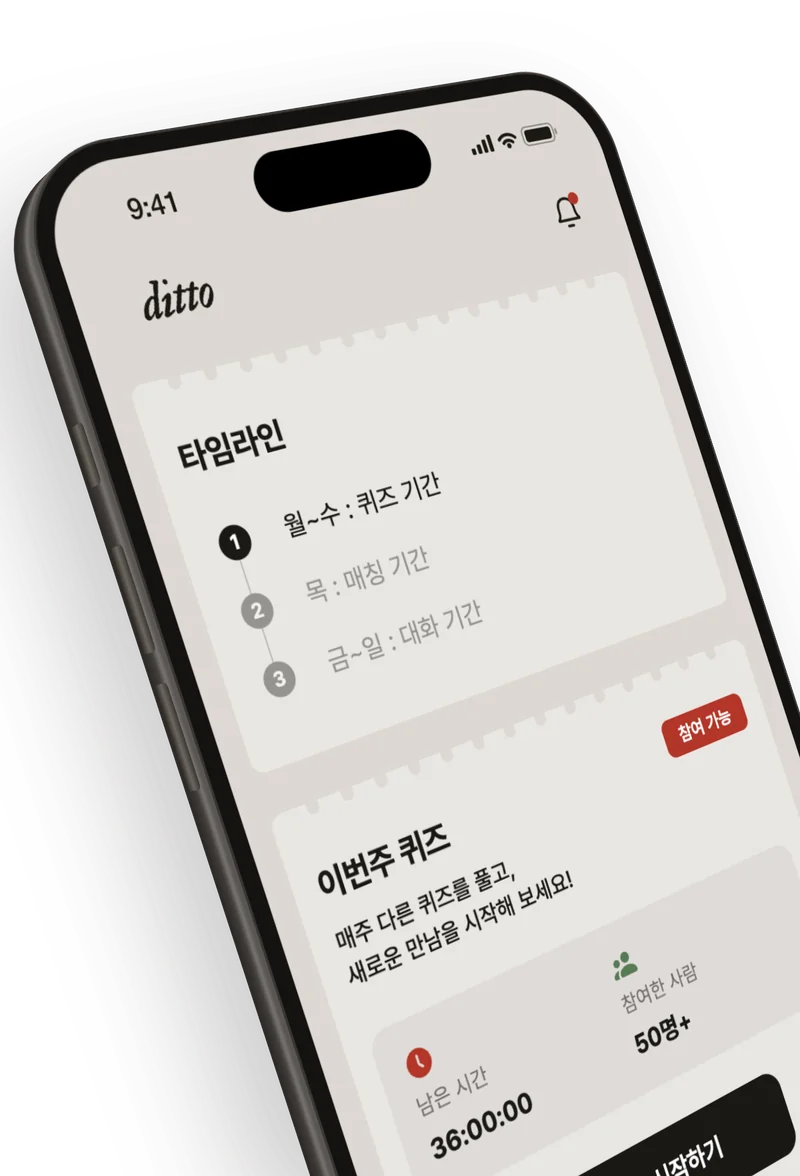 9:41
ditto
타임라인
1 월~수 : 퀴즈 기간
2 목 : 매칭 기간
3 금~일 : 대화 기간
참여 가능
이번주 퀴즈
매주 다른 퀴즈를 풀고,
새로운 만남을 시작해 보세요!
남은 시간
36:00:00
참여한 사람
50명+
시작하기